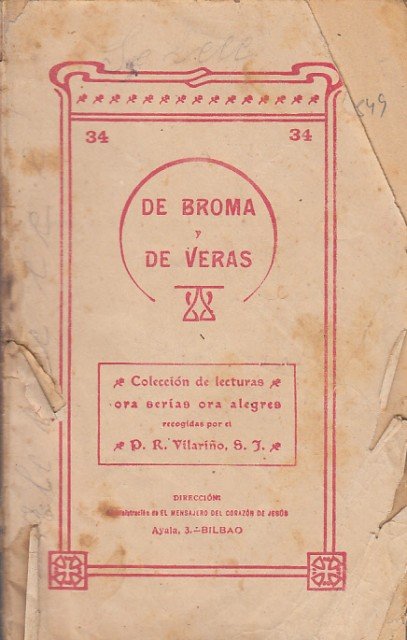 849
34 34
DE BROMA
y
DE VERAS
Colección de lecturas
ora serias ora alegres
recogidas por el
P. R. Vilariño, S. J.
DIRECCIÓN:
de EL MENSAJERO DEL CORAZÓN DE JESÚS
Ayala, 3.—BILBAO